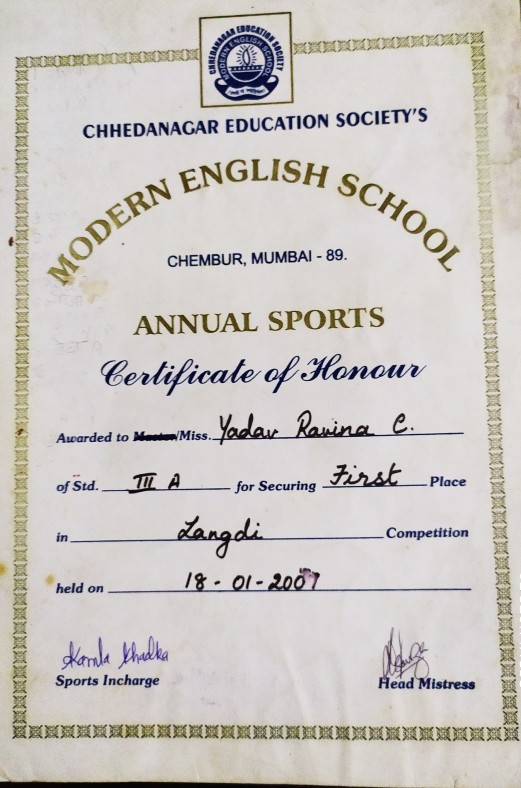 CHHEDANAGAR EDUCATION SOCIETY
MODERN ENGLISH SCHOOL
CHHEDANAGAR EDUCATION SOCIETY'S
MODERN ENGLISH SCHOOL
CHEMBUR, MUMBAI - 89.
ANNUAL SPORTS
Certificate of Honour
Awarded to Master/Miss. Yadav Ravina C.
of Std. III A for Securing First Place
in Langdi Competition
held on 18-01-2007
Kamla Khadka
Sports Incharge Head Mistress